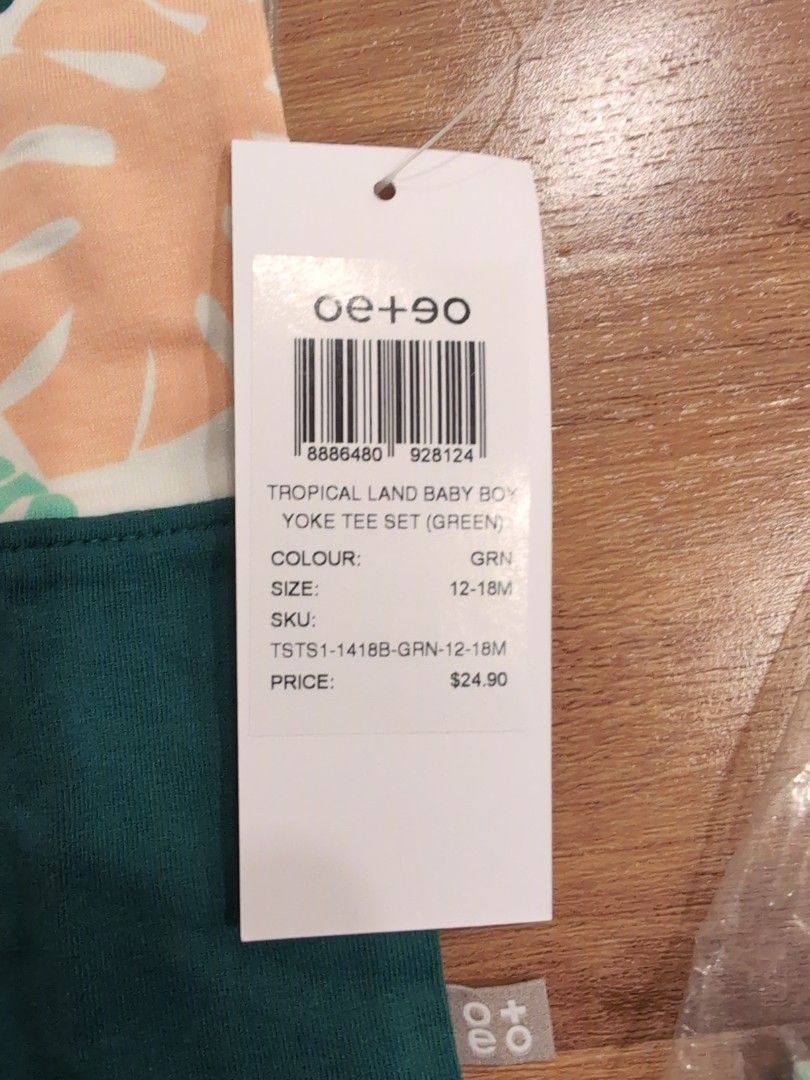 oe+eo
8886480 928124
TROPICAL LAND BABY BOY
YOKE TEE SET (GREEN)
COLOUR: GRN
SIZE: 12-18M
SKU:
TSTS1-1418B-GRN-12-18M
PRICE: $24.90
o+
eo